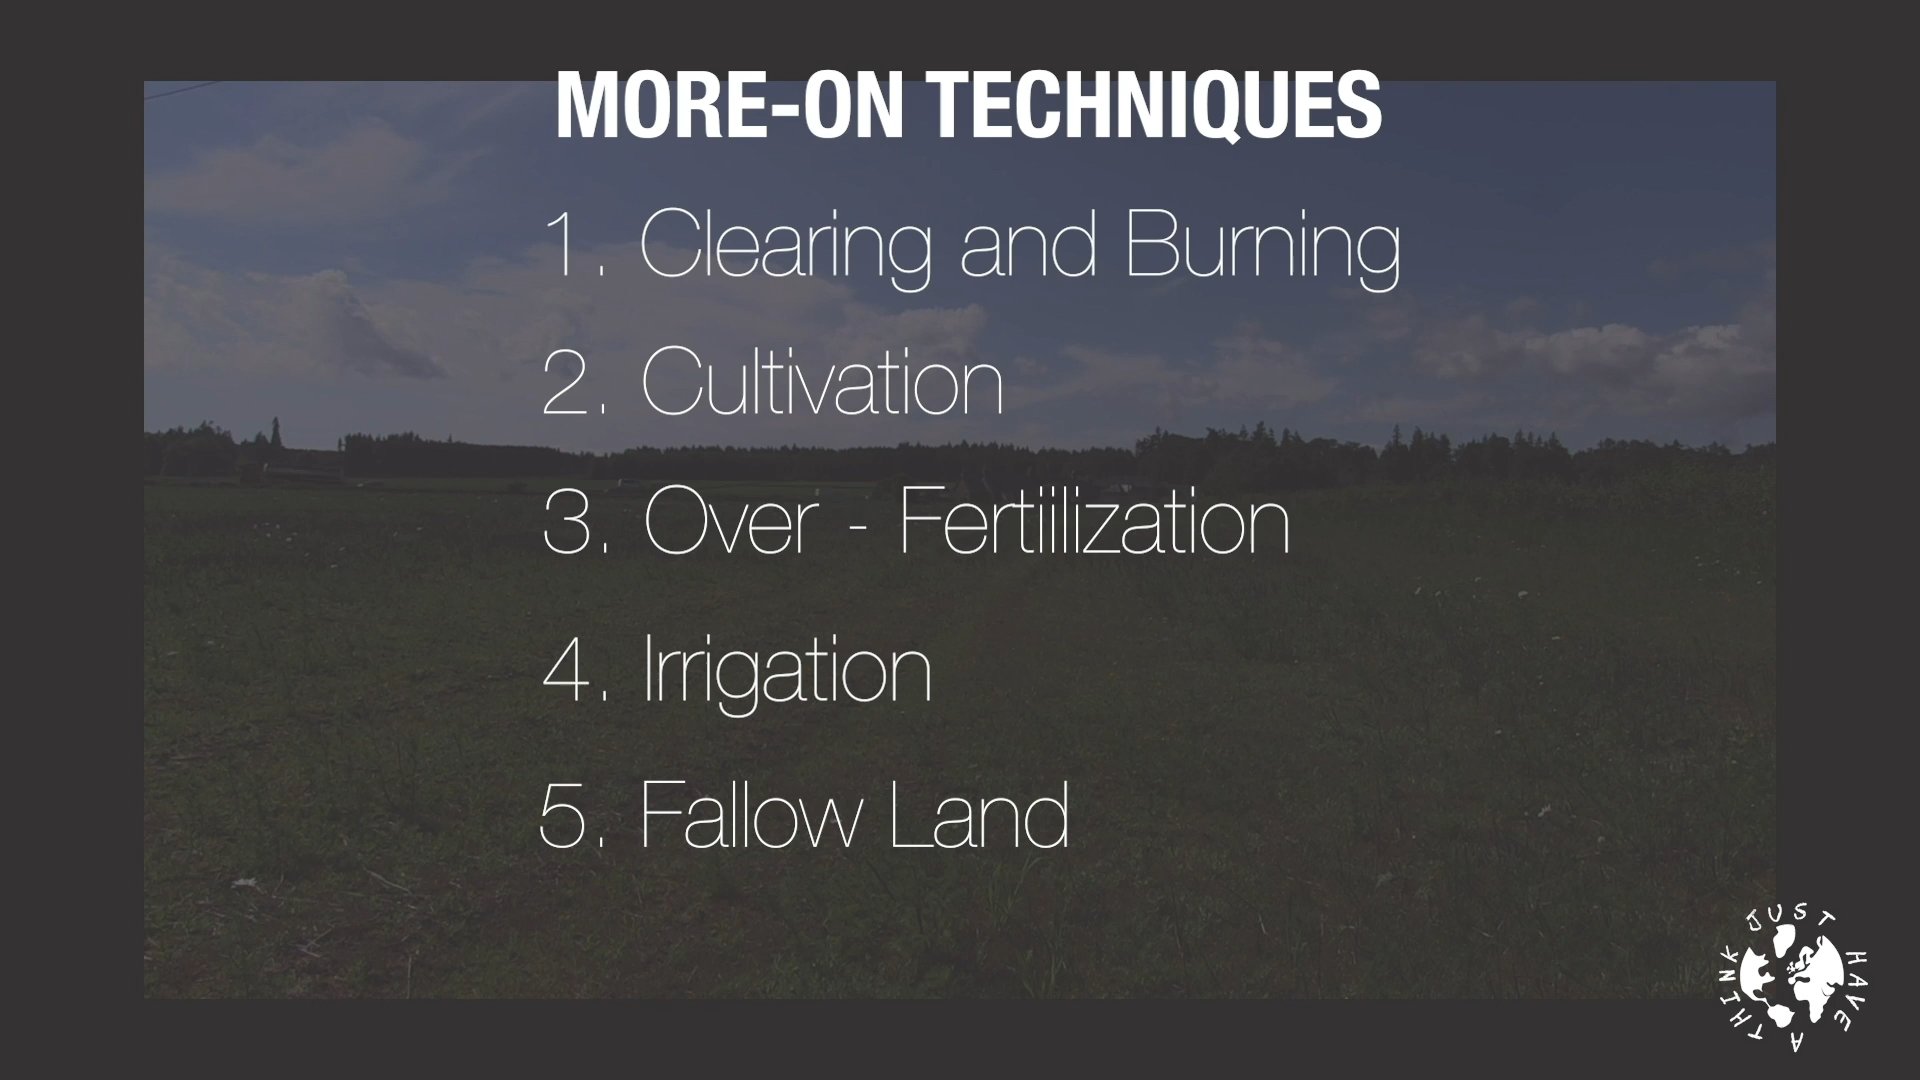 MORE-ON TECHNIQUES
1. Clearing and Burning
2. Cultivation
3. Over - Fertiilization
4. Irrigation
5. Fallow Land
JUST HAVE A THINK